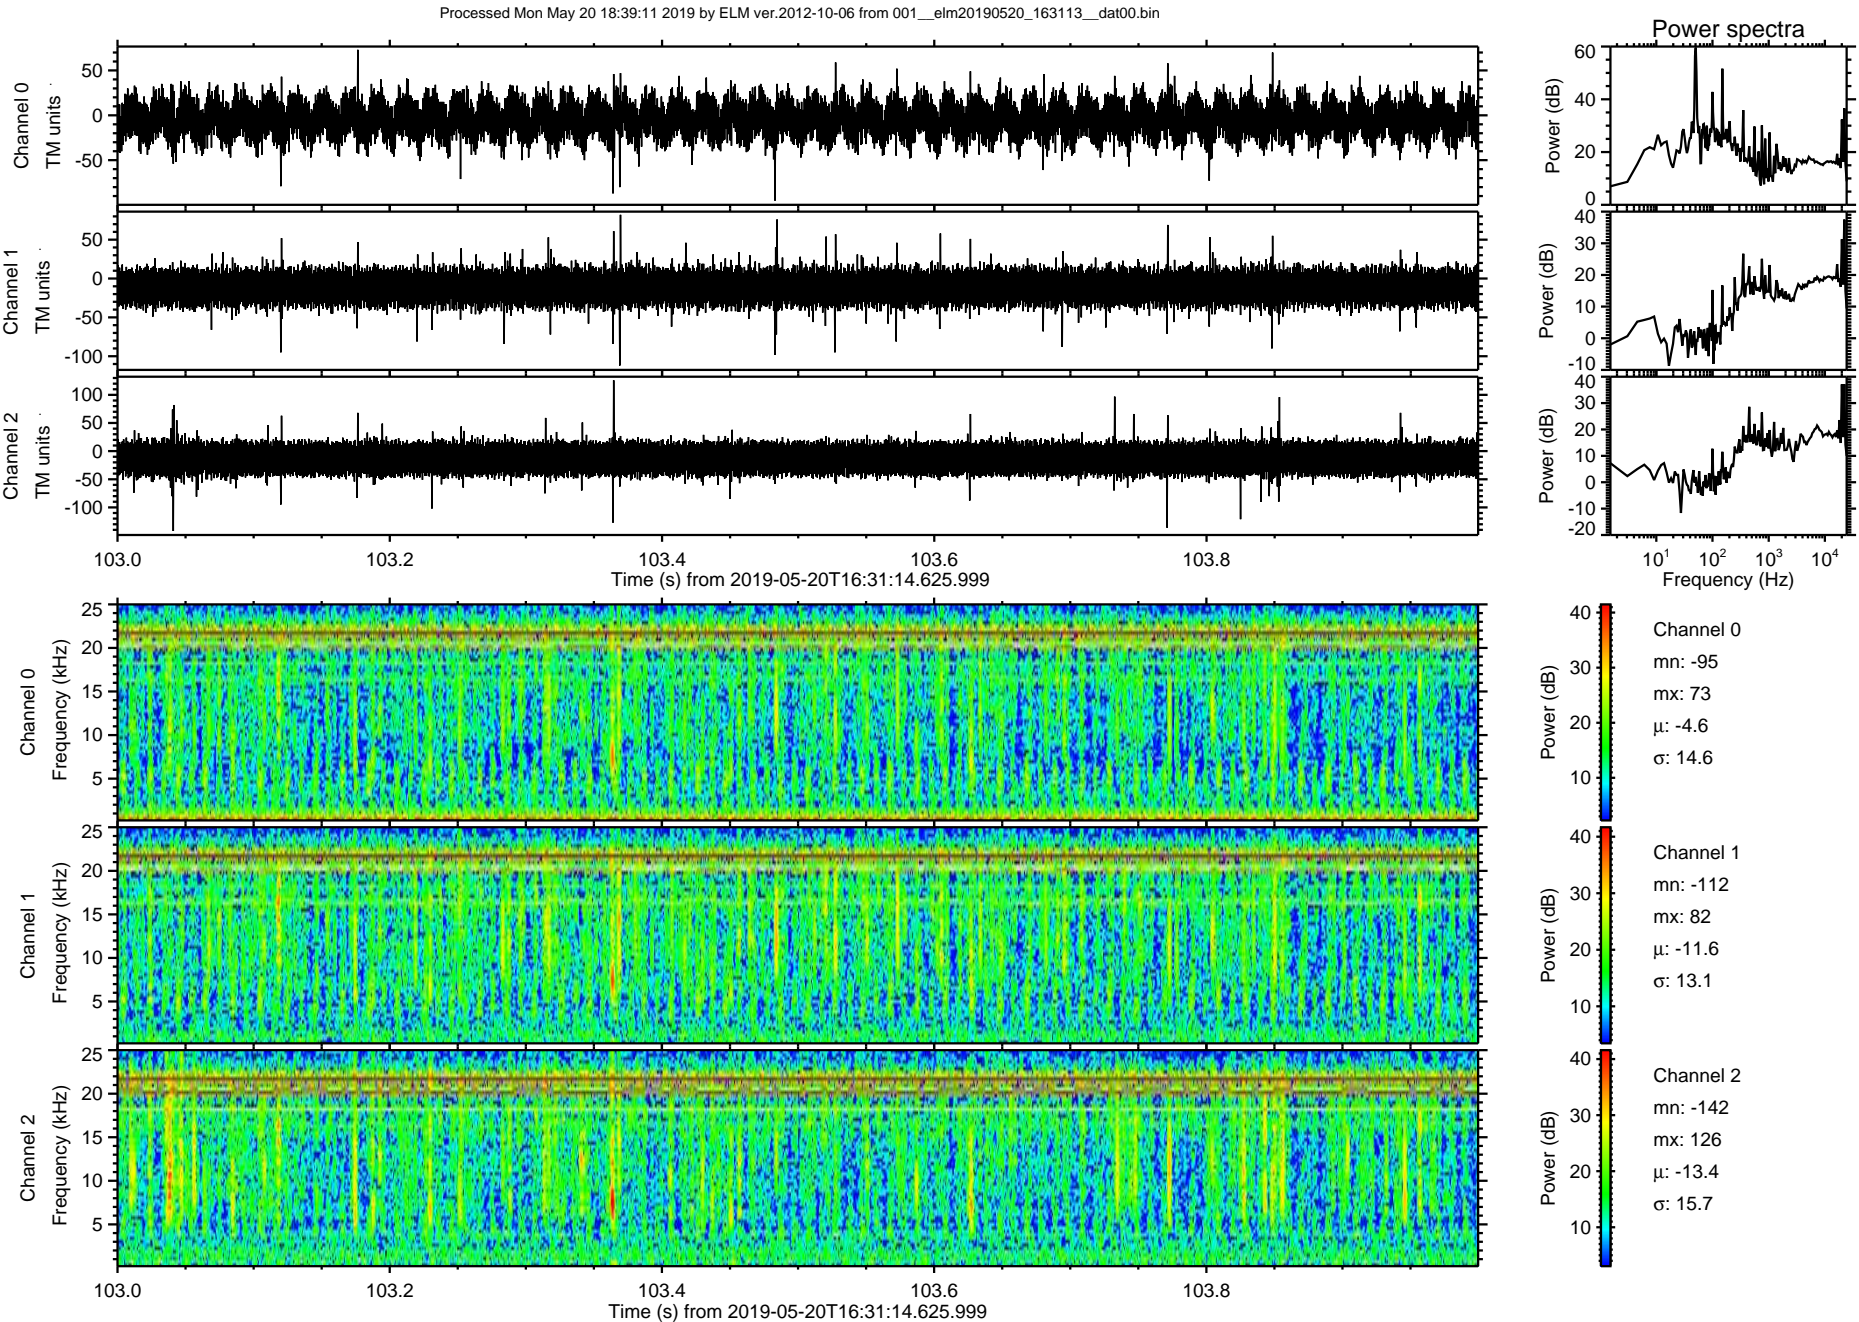 Processed Mon May 20 18:39:11 2019 by ELM ver.2012-10-06 from 001__elm20190520_163113__dat00.bin
Power spectra
Channel 0
TM units
50
0
-50
Power (dB)
60
40
20
0
Channel 1
TM units
50
0
-50
-100
Power (dB)
40
30
20
10
0
-10
Channel 2
TM units
100
50
0
-50
-100
Power (dB)
40
30
20
10
0
-10
-20
103.0 103.2 103.4 103.6 103.8
Time (s) from 2019-05-20T16:31:14.625.999
10¹ 10² 10³ 10⁴
Frequency (Hz)
Channel 0
Frequency (kHz)
25
20
15
10
5
Power (dB)
40
30
20
10
Channel 0
mn: -95
mx: 73
μ: -4.6
σ: 14.6
Channel 1
Frequency (kHz)
25
20
15
10
5
Power (dB)
40
30
20
10
Channel 1
mn: -112
mx: 82
μ: -11.6
σ: 13.1
Channel 2
Frequency (kHz)
25
20
15
10
5
Power (dB)
40
30
20
10
Channel 2
mn: -142
mx: 126
μ: -13.4
σ: 15.7
103.0 103.2 103.4 103.6 103.8
Time (s) from 2019-05-20T16:31:14.625.999